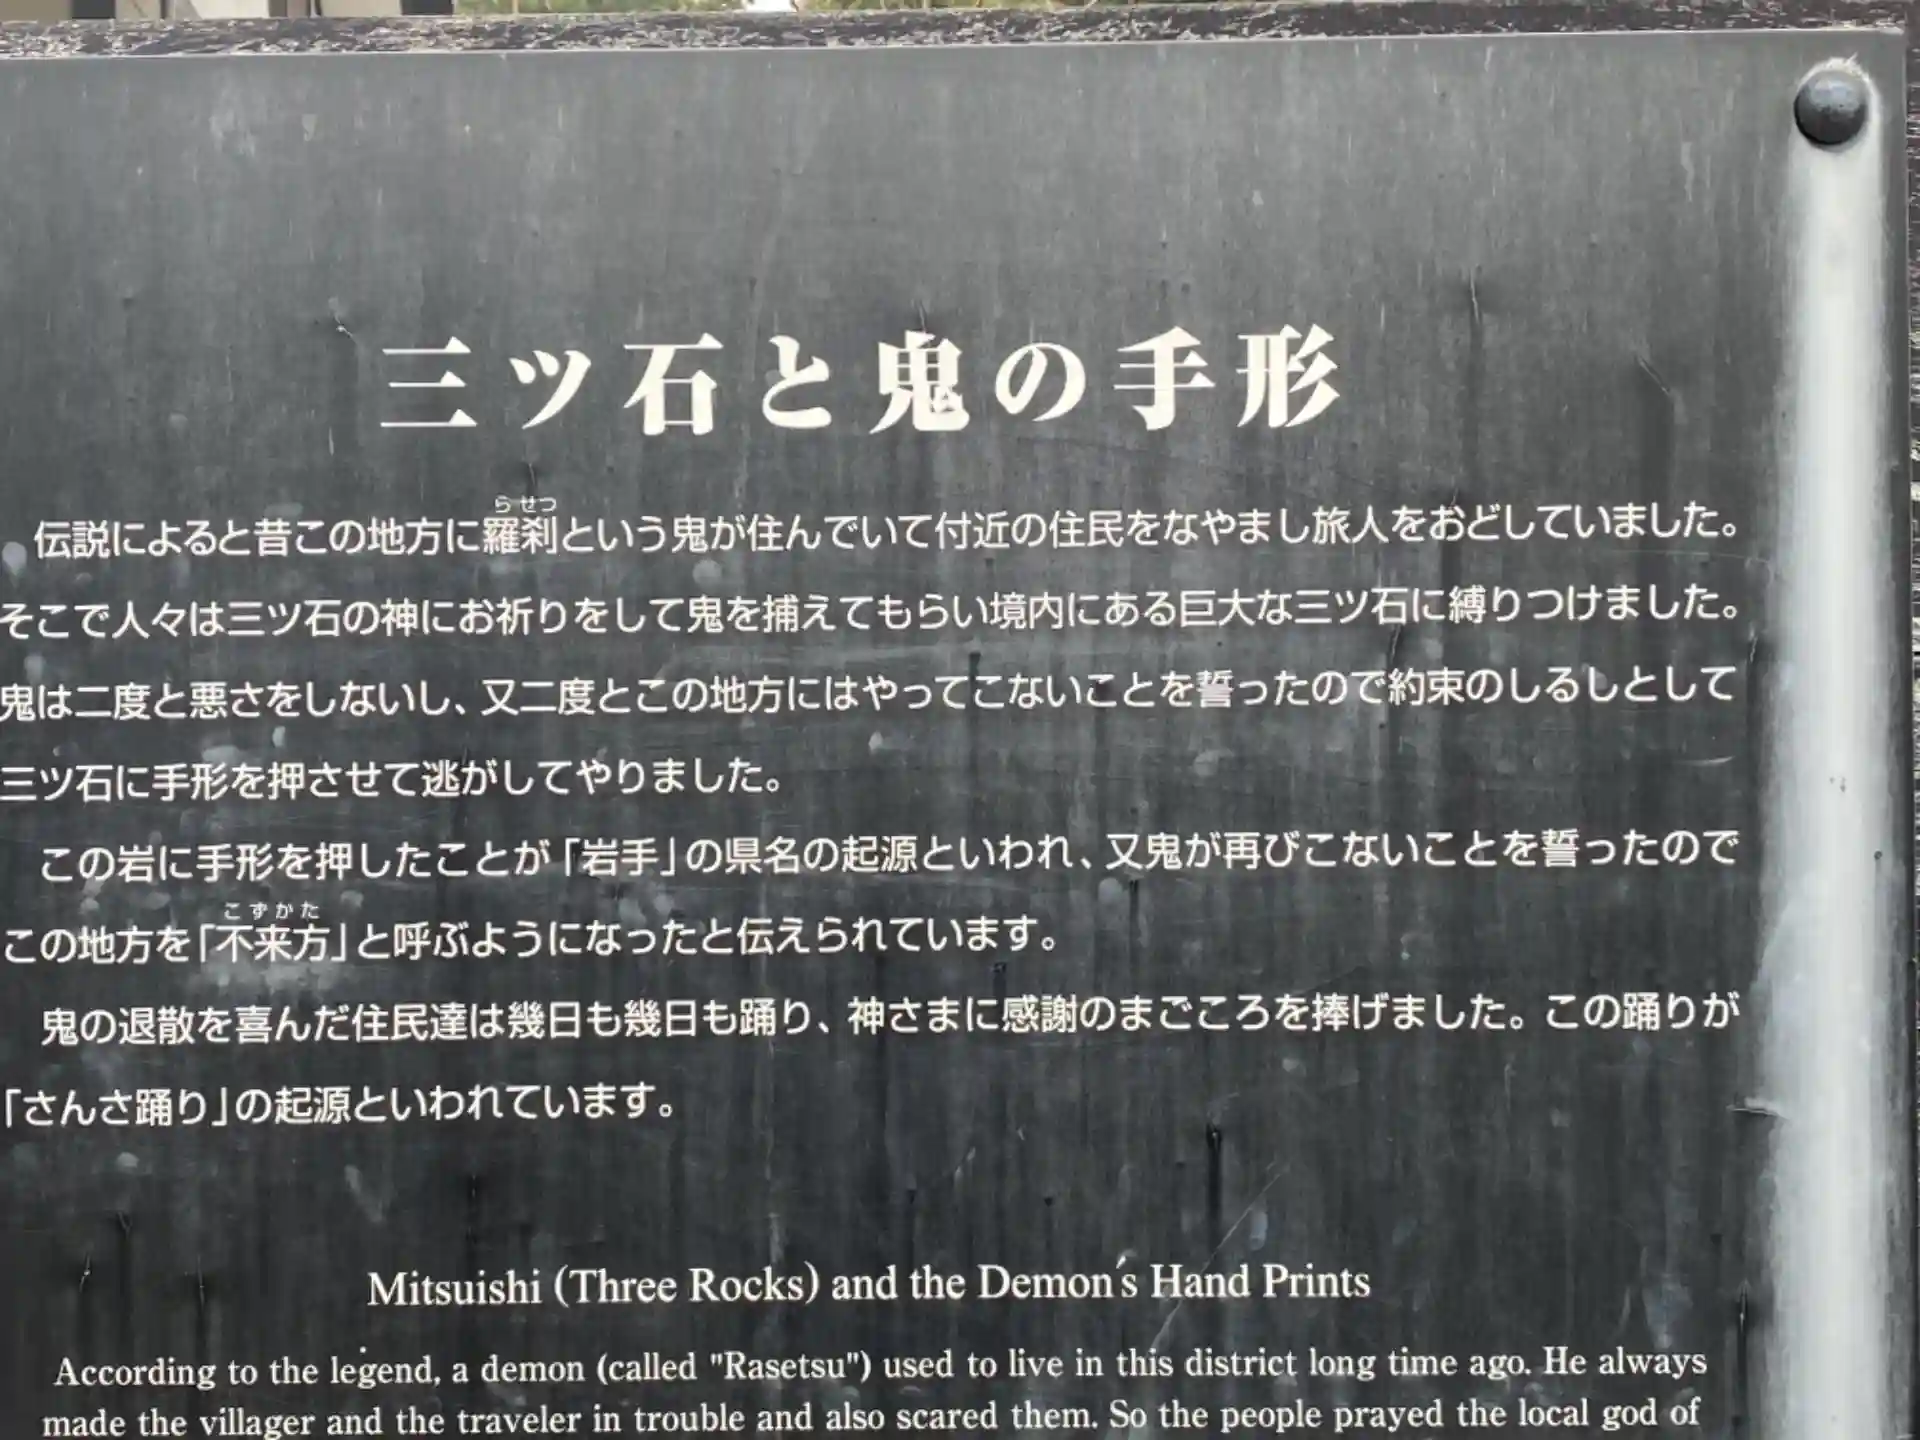 三ツ石と鬼の手形
らせつ
伝説によると昔この地方に羅刹という鬼が住んでいて付近の住民をなやまし旅人をおどしていました。
そこで人々は三ツ石の神にお祈りをして鬼を捕えてもらい境内にある巨大な三ツ石に縛りつけました。
鬼は二度と悪さをしないし、又二度とこの地方にはやってこないことを誓ったので約束のしるしとして
三ツ石に手形を押させて逃がしてやりました。
この岩に手形を押したことが「岩手」の県名の起源といわれ、又鬼が再びこないことを誓ったので
こずかた
この地方を「不来方」と呼ぶようになったと伝えられています。
鬼の退散を喜んだ住民達は幾日も幾日も踊り、神さまに感謝のまごころを捧げました。この踊りが
「さんさ踊り」の起源といわれています。
Mitsuishi (Three Rocks) and the Demon's Hand Prints
According to the legend, a demon (called "Rasetsu") used to live in this district long time ago. He always
made the villager and the traveler in trouble and also scared them. So the people prayed the local god of